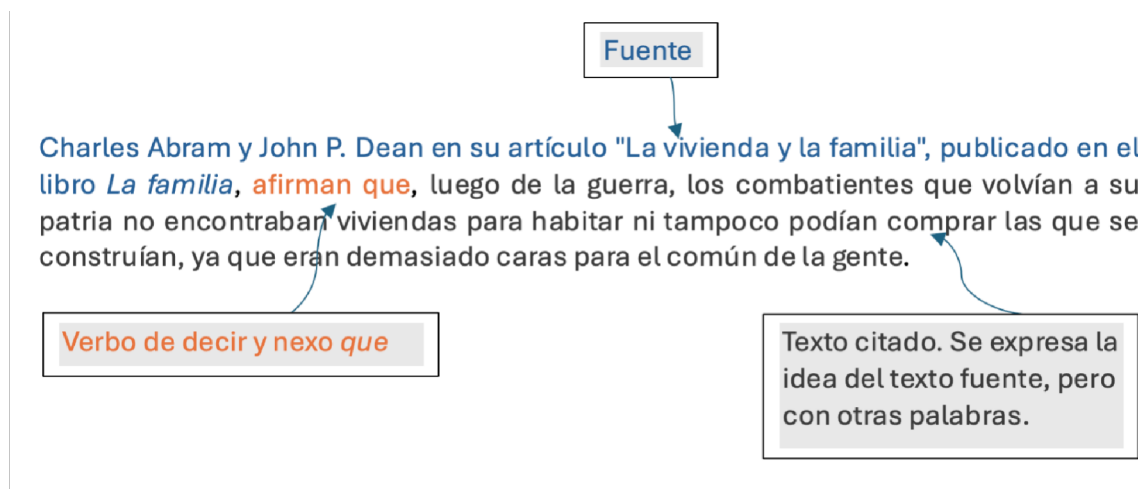 Fuente
Charles Abram y John P. Dean en su artículo "La vivienda y la familia", publicado en el
libro La familia, afirman que, luego de la guerra, los combatientes que volvían a su
patria no encontraban viviendas para habitar ni tampoco podían comprar las que se
construían, ya que eran demasiado caras para el común de la gente.
Verbo de decir y nexo que
Texto citado. Se expresa la
idea del texto fuente, pero
con otras palabras.